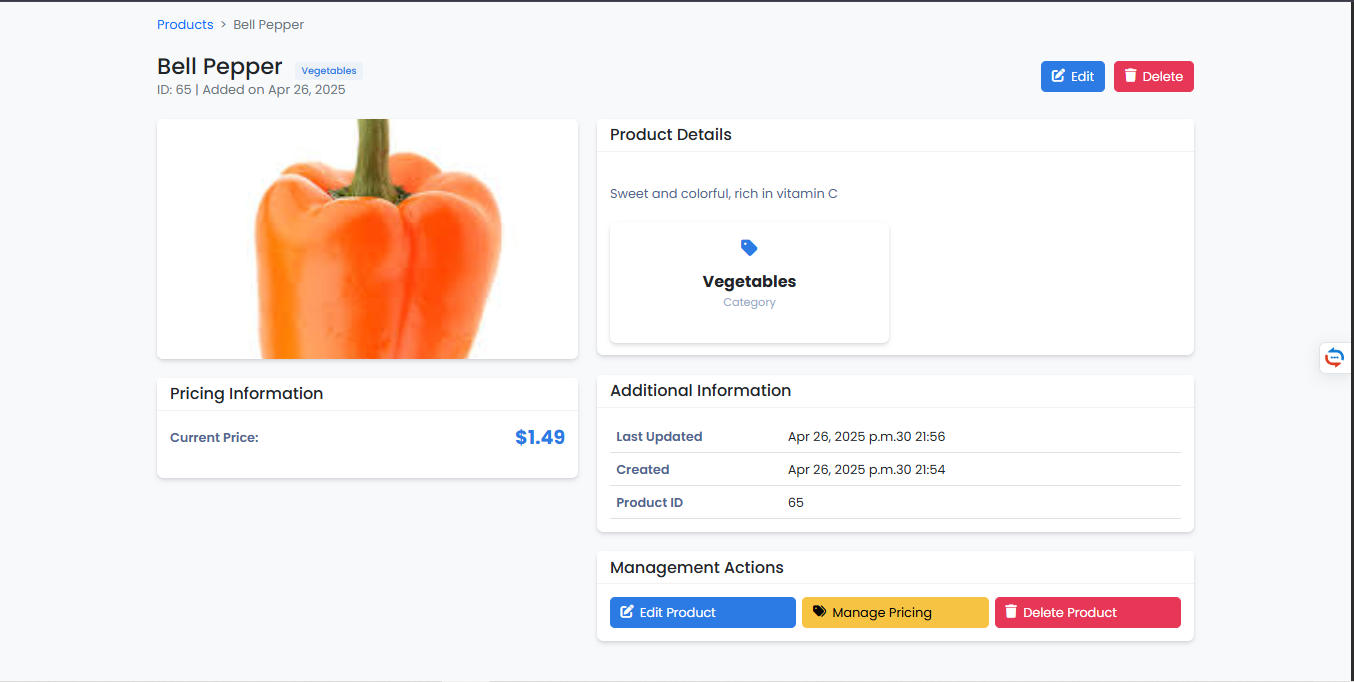 Products > Bell Pepper
Bell Pepper Vegetables
ID: 65 | Added on Apr 26, 2025
Edit
Delete
Product Details
Sweet and colorful, rich in vitamin C
Vegetables
Category
Pricing Information
Current Price: $1.49
Additional Information
Last Updated Apr 26, 2025 p.m.30 21:56
Created Apr 26, 2025 p.m.30 21:54
Product ID 65
Management Actions
Edit Product
Manage Pricing
Delete Product